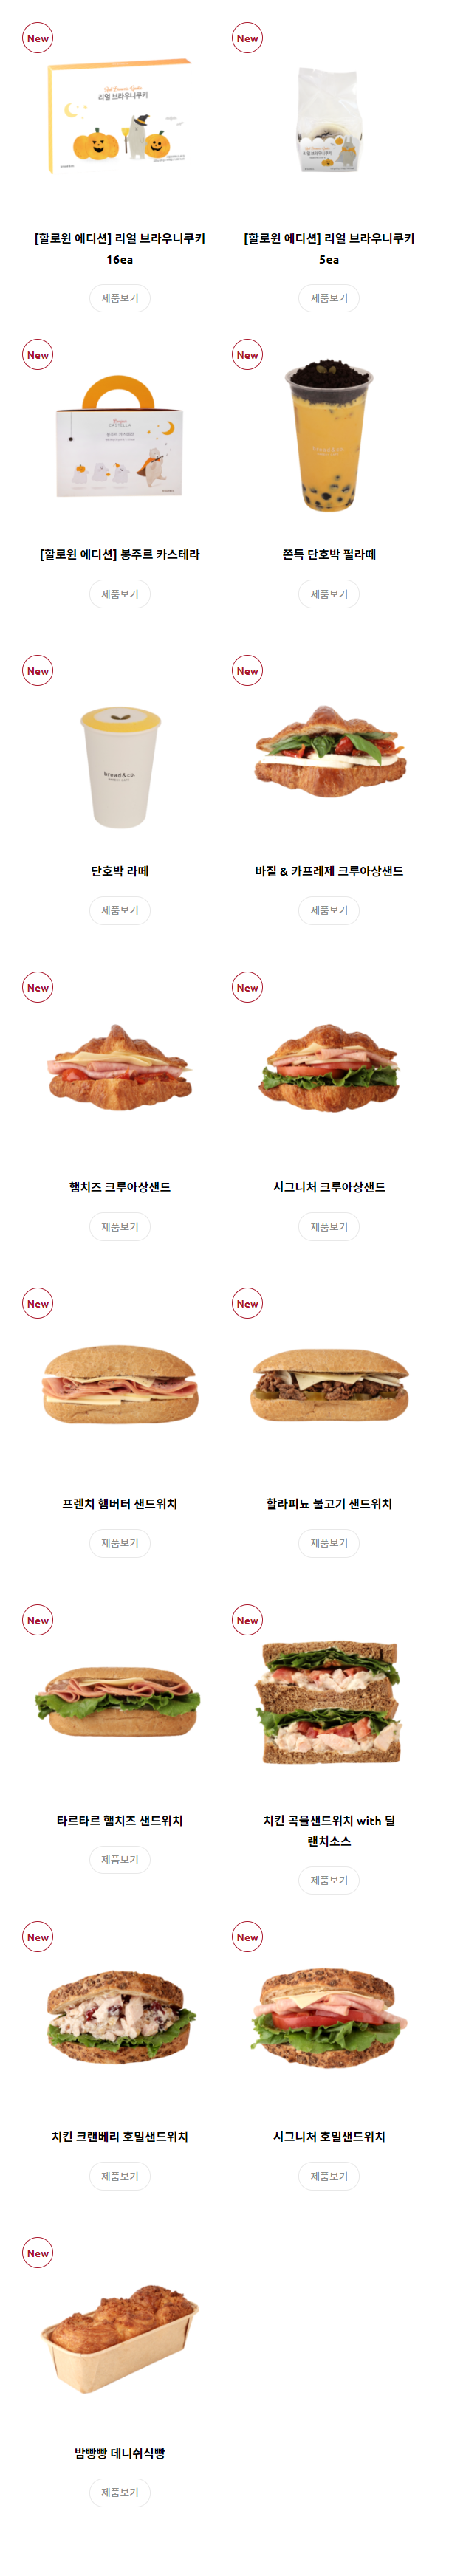 New
New
리얼 브라우니쿠키
[할로윈 에디션] 리얼 브라우니쿠키
16ea
[할로윈 에디션] 리얼 브라우니쿠키
5ea
제품보기
제품보기
New
New
봉주르 카스테라
[할로윈 에디션] 봉주르 카스테라
쫀득 단호박 펄라떼
제품보기
제품보기
New
New
bread&co.
단호박 라떼
바질 & 카프레제 크루아상샌드
제품보기
제품보기
New
New
햄치즈 크루아상샌드
시그니처 크루아상샌드
제품보기
제품보기
New
New
프렌치 햄버터 샌드위치
할라피뇨 불고기 샌드위치
제품보기
제품보기
New
New
타르타르 햄치즈 샌드위치
치킨 곡물샌드위치 with 딜
랜치소스
제품보기
제품보기
New
New
치킨 크랜베리 호밀샌드위치
시그니처 호밀샌드위치
제품보기
제품보기
New
밤빵빵 데니쉬식빵
제품보기